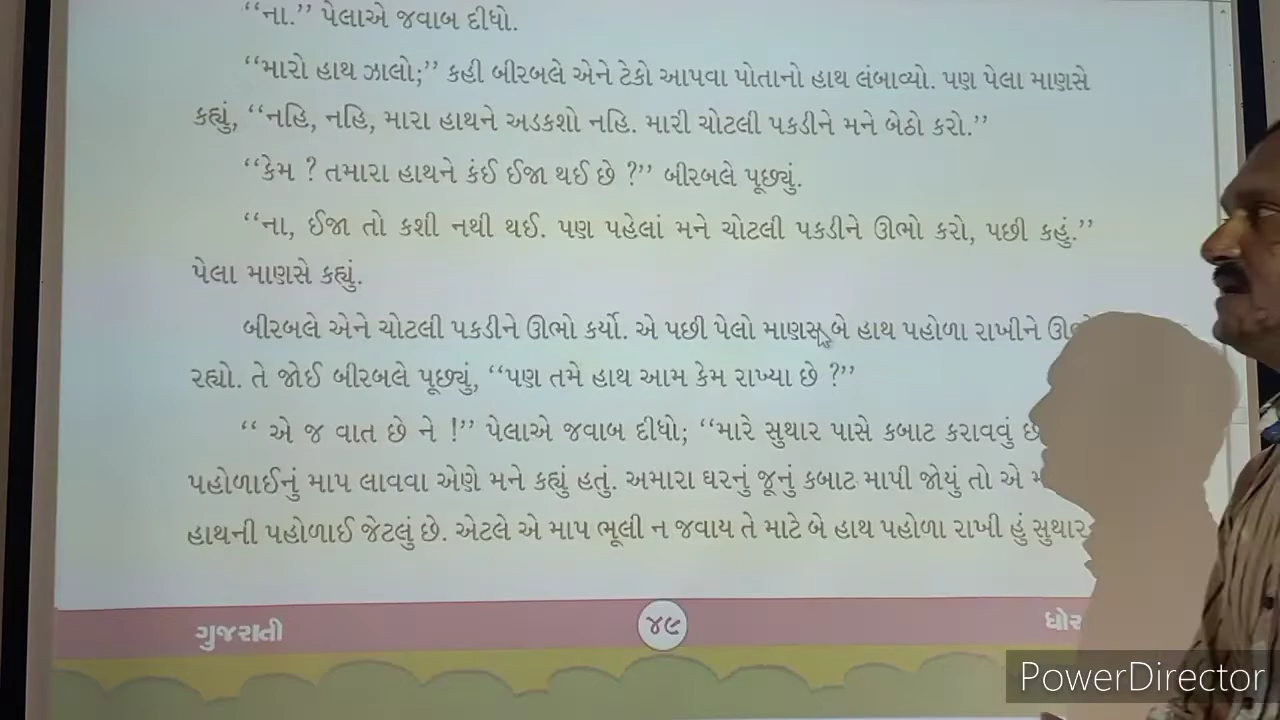 “ના.” પેલાએ જવાબ દીધો.
“મારો હાથ ઝાલો;” કહી બીરબલે એને ટેકો આપવા પોતાનો હાથ લંબાવ્યો. પણ પેલા માણસે
કહ્યું, “નહિ, નહિ, મારા હાથને અડકશો નહિ. મારી ચોટલી પકડીને મને બેઠો કરો.”
“કેમ ? તમારા હાથને કંઈ ઈજા થઈ છે ?” બીરબલે પૂછ્યું.
“ના, ઈજા તો કશી નથી થઈ. પણ પહેલાં મને ચોટલી પકડીને ઊભો કરો, પછી કહું.”
પેલા માણસે કહ્યું.
બીરબલે એને ચોટલી પકડીને ઊભો કર્યો. એ પછી પેલો માણસ બે હાથ પહોળા રાખીને
રહ્યો. તે જોઈ બીરબલે પૂછ્યું, “પણ તમે હાથ આમ કેમ રાખ્યા છે ?”
“ એ જ વાત છે ને !” પેલાએ જવાબ દીધો; “મારે સુથાર પાસે કબાટ કરાવવું
પહોળાઈનું માપ લાવવા એણે મને કહ્યું હતું. અમારા ઘરનું જૂનું કબાટ માપી જોયું તો એ
હાથની પહોળાઈ જેટલું છે. એટલે એ માપ ભૂલી ન જવાય તે માટે બે હાથ પહોળા રાખી હું સુથાર
ગુજરાતી ૪૯
PowerDirector